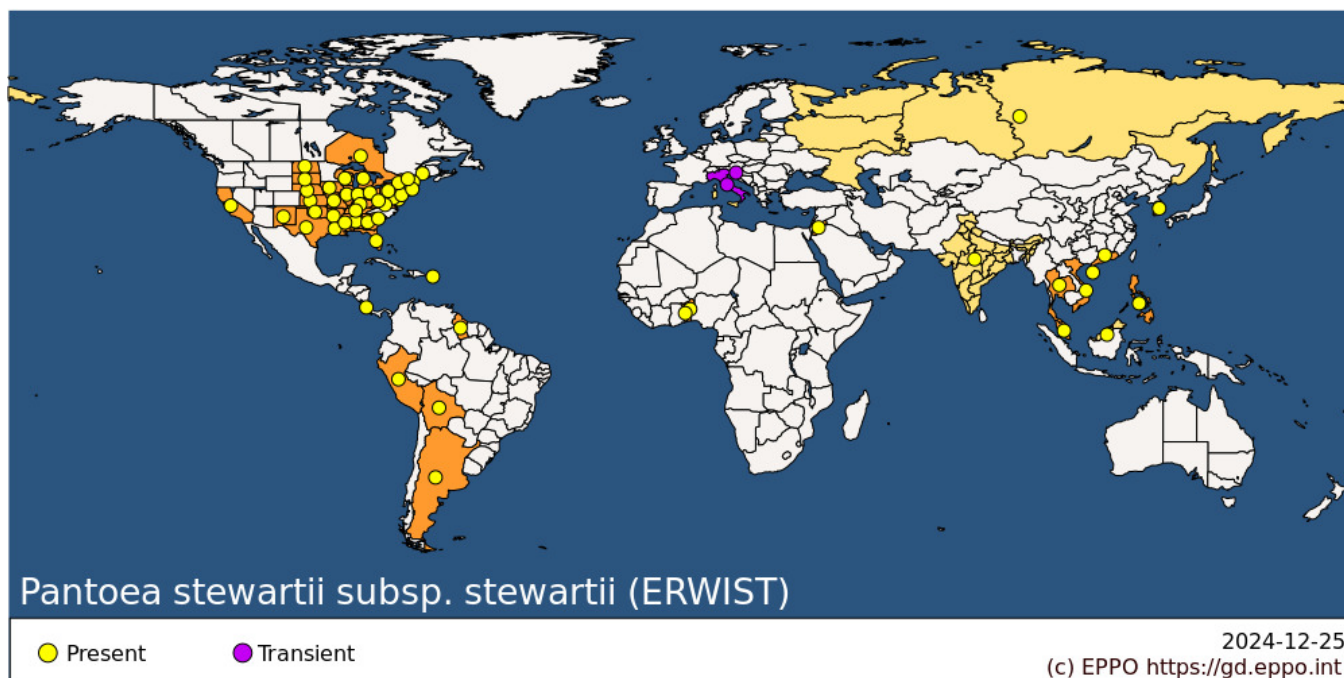 Pantoea stewartii subsp. stewartii (ERWIST)
Present
Transient
2024-12-25
(c) EPPO https://gd.eppo.int